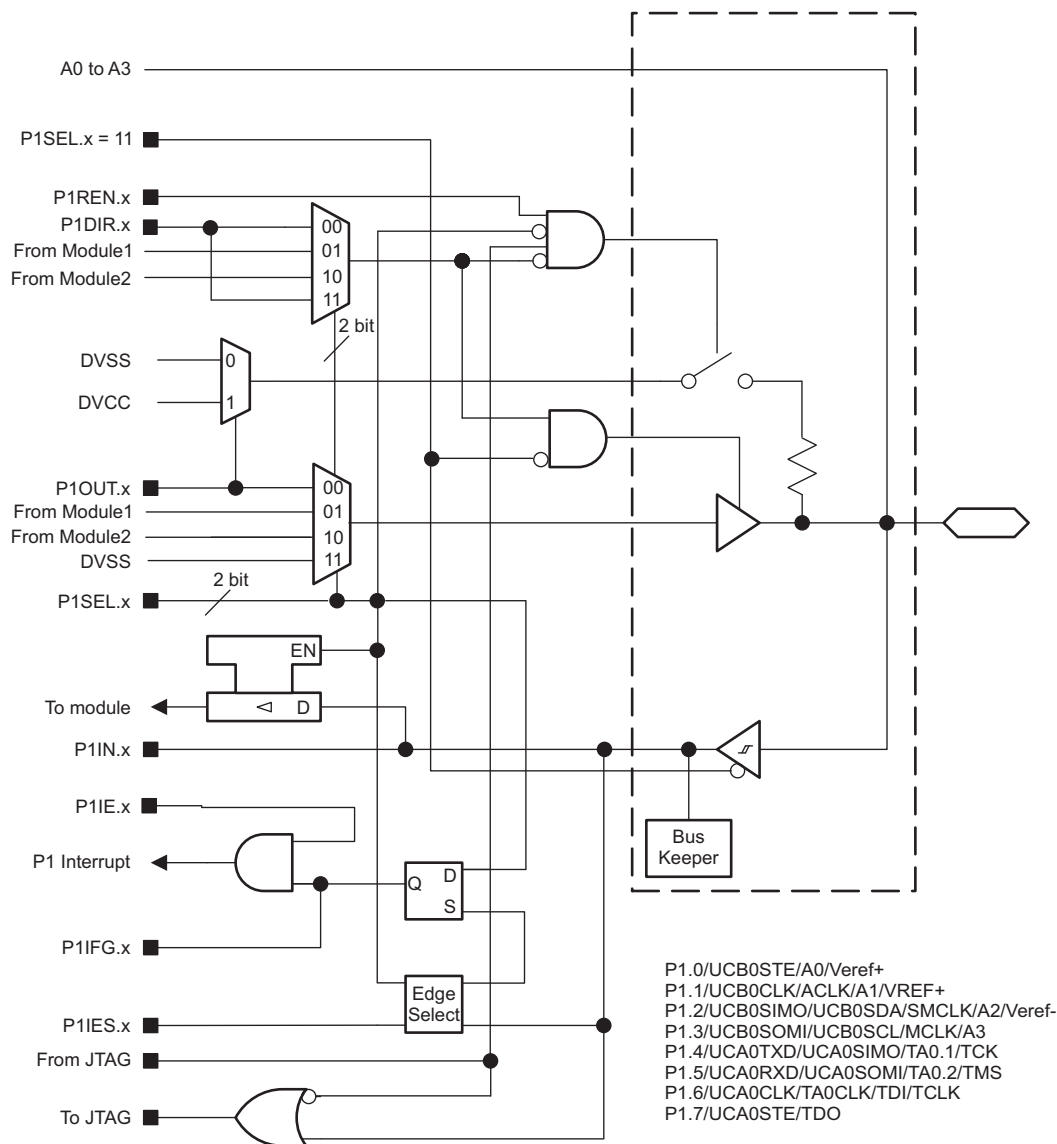 A0 to A3
P1SEL.x = 11
P1REN.x
P1DIR.x
00
From Module1
01
From Module2
10
11
2 bit
DVSS
0
DVCC
1
P1OUT.x
00
From Module1
01
From Module2
10
DVSS
11
2 bit
P1SEL.x
EN
To module
D
P1IN.x
P1IE.x
Bus
Keeper
P1 Interrupt
Q
D
S
P1IFG.x
Edge
Select
P1IES.x
From JTAG
To JTAG
P1.0/UCB0STE/A0/Veref+
P1.1/UCB0CLK/ACLK/A1/VREF+
P1.2/UCB0SIMO/UCB0SDA/SMCLK/A2/Veref-
P1.3/UCB0SOMI/UCB0SCL/MCLK/A3
P1.4/UCA0TXD/UCA0SIMO/TA0.1/TCK
P1.5/UCA0RXD/UCA0SOMI/TA0.2/TMS
P1.6/UCA0CLK/TA0CLK/TDI/TCLK
P1.7/UCA0STE/TDO